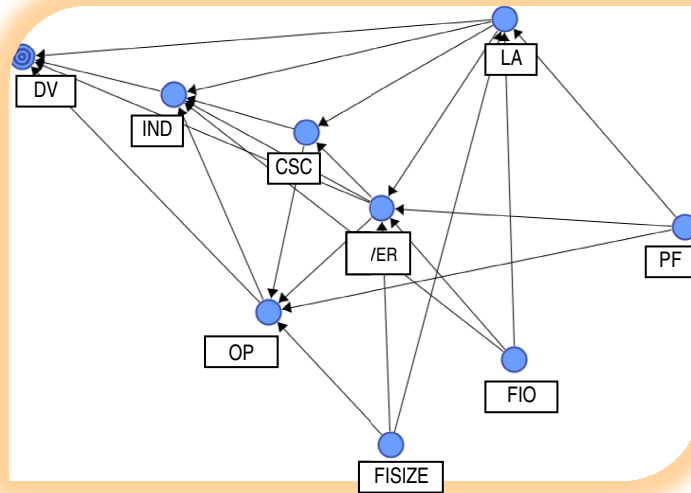 LA
DV
IND
CSC
/ER
PF
OP
FIO
FISIZE